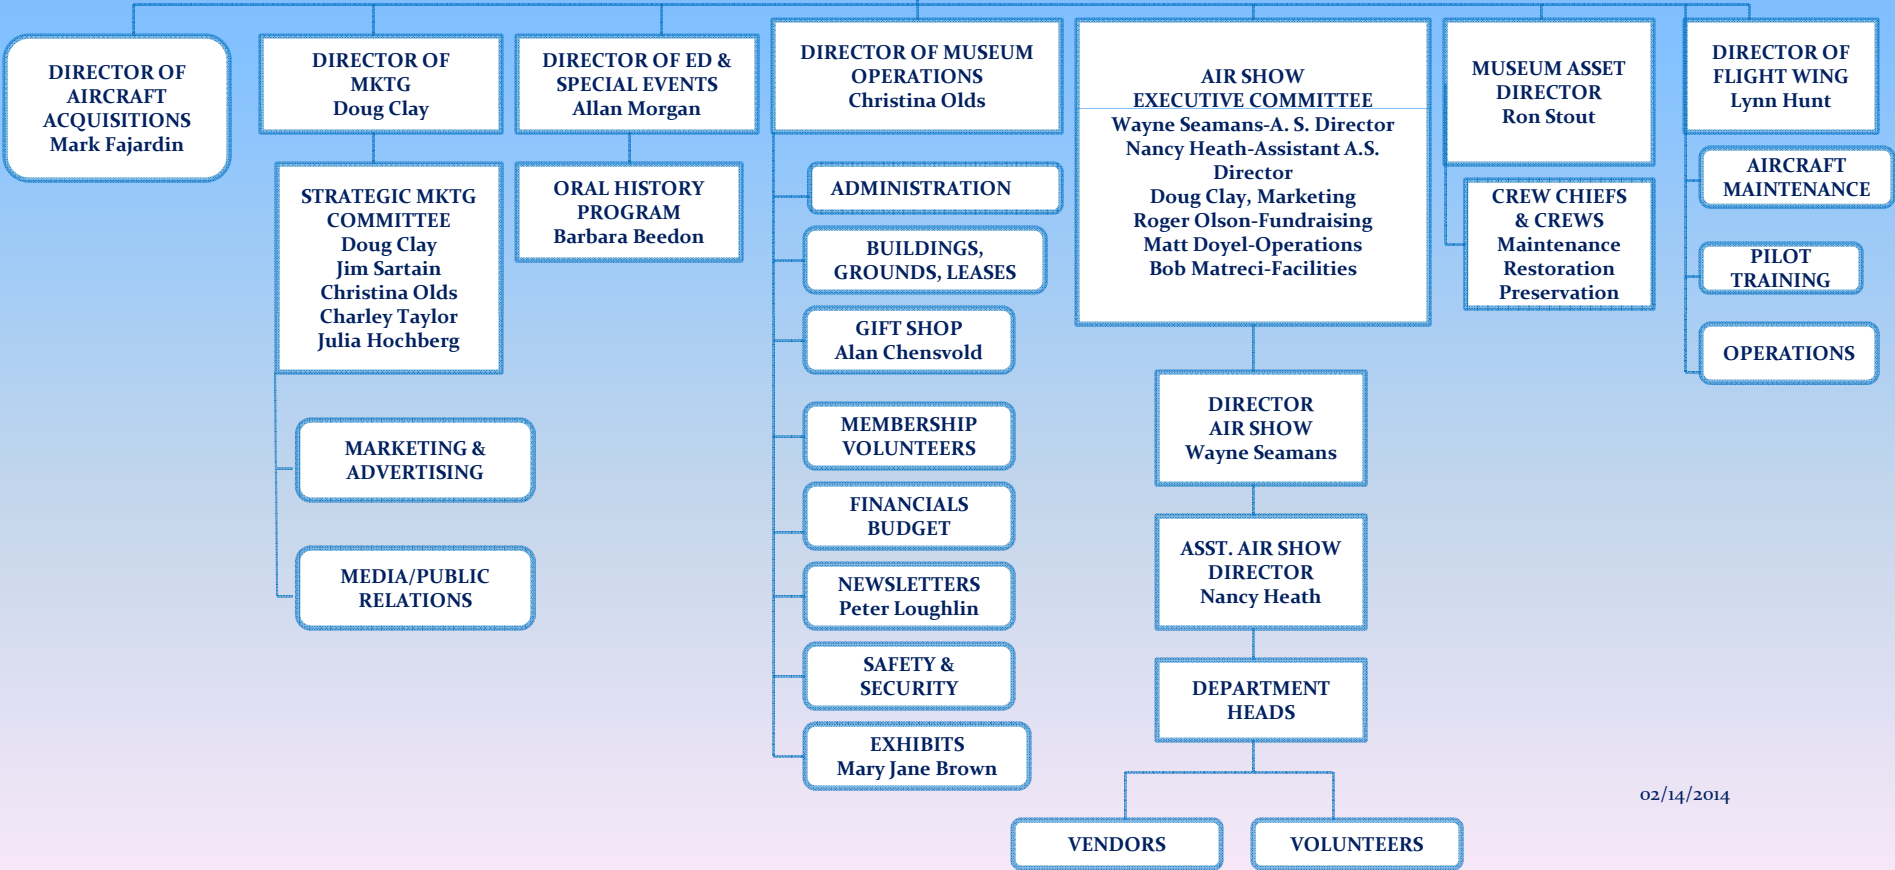 DIRECTOR OF
AIRCRAFT
ACQUISITIONS
Mark Fajardin
DIRECTOR OF
MKTG
Doug Clay
DIRECTOR OF ED &
SPECIAL EVENTS
Allan Morgan
DIRECTOR OF MUSEUM
OPERATIONS
Christina Olds
AIR SHOW
EXECUTIVE COMMITTEE
Wayne Seamans-A. S. Director
Nancy Heath-Assistant A.S.
Director
Doug Clay, Marketing
Roger Olson-Fundraising
Matt Doyel-Operations
Bob Matreci-Facilities
MUSEUM ASSET
DIRECTOR
Ron Stout
DIRECTOR OF
FLIGHT WING
Lynn Hunt
STRATEGIC MKTG
COMMITTEE
Doug Clay
Jim Sartain
Christina Olds
Charley Taylor
Julia Hochberg
MARKETING &
ADVERTISING
MEDIA/PUBLIC
RELATIONS
ORAL HISTORY
PROGRAM
Barbara Beedon
ADMINISTRATION
BUILDINGS,
GROUNDS, LEASES
GIFT SHOP
Alan Chensvold
MEMBERSHIP
VOLUNTEERS
FINANCIALS
BUDGET
NEWSLETTERS
Peter Loughlin
SAFETY &
SECURITY
EXHIBITS
Mary Jane Brown
DIRECTOR
AIR SHOW
Wayne Seamans
ASST. AIR SHOW
DIRECTOR
Nancy Heath
DEPARTMENT
HEADS
VENDORS
VOLUNTEERS
CREW CHIEFS
& CREWS
Maintenance
Restoration
Preservation
AIRCRAFT
MAINTENANCE
PILOT
TRAINING
OPERATIONS
02/14/2014